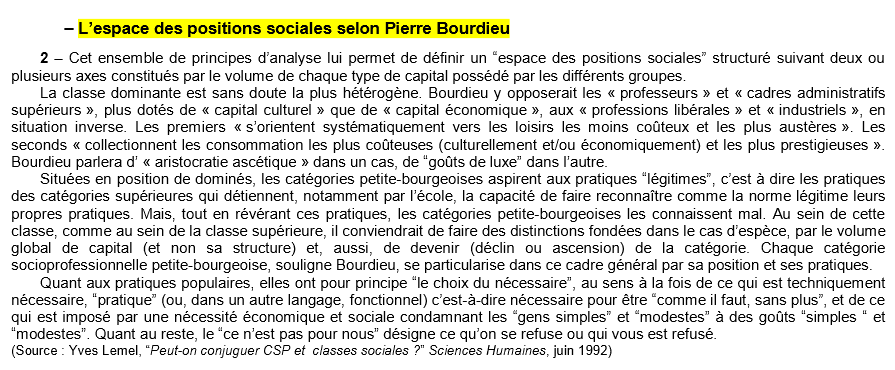 – L’espace des positions sociales selon Pierre Bourdieu
2 – Cet ensemble de principes d’analyse lui permet de définir un “espace des positions sociales” structuré suivant deux ou
plusieurs axes constitués par le volume de chaque type de capital possédé par les différents groupes.
La classe dominante est sans doute la plus hétérogène. Bourdieu y opposerait les « professeurs » et « cadres administratifs
supérieurs », plus dotés de « capital culturel » que de « capital économique », aux « professions libérales » et « industriels », en
situation inverse. Les premiers « s’orientent systématiquement vers les loisirs les moins coûteux et les plus austères ». Les
seconds « collectionnent les consommation les plus coûteuses (culturellement et/ou économiquement) et les plus prestigieuses ».
Bourdieu parlera d’ « aristocratie ascétique » dans un cas, de “goûts de luxe” dans l’autre.
Situées en position de dominés, les catégories petite-bourgeoises aspirent aux pratiques “légitimes”, c’est à dire les pratiques
des catégories supérieures qui détiennent, notamment par l’école, la capacité de faire reconnaître comme la norme légitime leurs
propres pratiques. Mais, tout en révérant ces pratiques, les catégories petite-bourgeoises les connaissent mal. Au sein de cette
classe, comme au sein de la classe supérieure, il conviendrait de faire des distinctions fondées dans le cas d’espèce, par le volume
global de capital (et non sa structure) et, aussi, de devenir (déclin ou ascension) de la catégorie. Chaque catégorie
socioprofessionnelle petite-bourgeoise, souligne Bourdieu, se particularise dans ce cadre général par sa position et ses pratiques.
Quant aux pratiques populaires, elles ont pour principe “le choix du nécessaire”, au sens à la fois de ce qui est techniquement
nécessaire, “pratique” (ou, dans un autre langage, fonctionnel) c’est-à-dire nécessaire pour être “comme il faut, sans plus”, et de ce
qui est imposé par une nécessité économique et sociale condamnant les “gens simples” et “modestes” à des goûts “simples “ et
“modestes”. Quant au reste, le “ce n’est pas pour nous” désigne ce qu’on se refuse ou qui vous est refusé.
(Source : Yves Lemel, “Peut-on conjuguer CSP et classes sociales ?” Sciences Humaines, juin 1992)